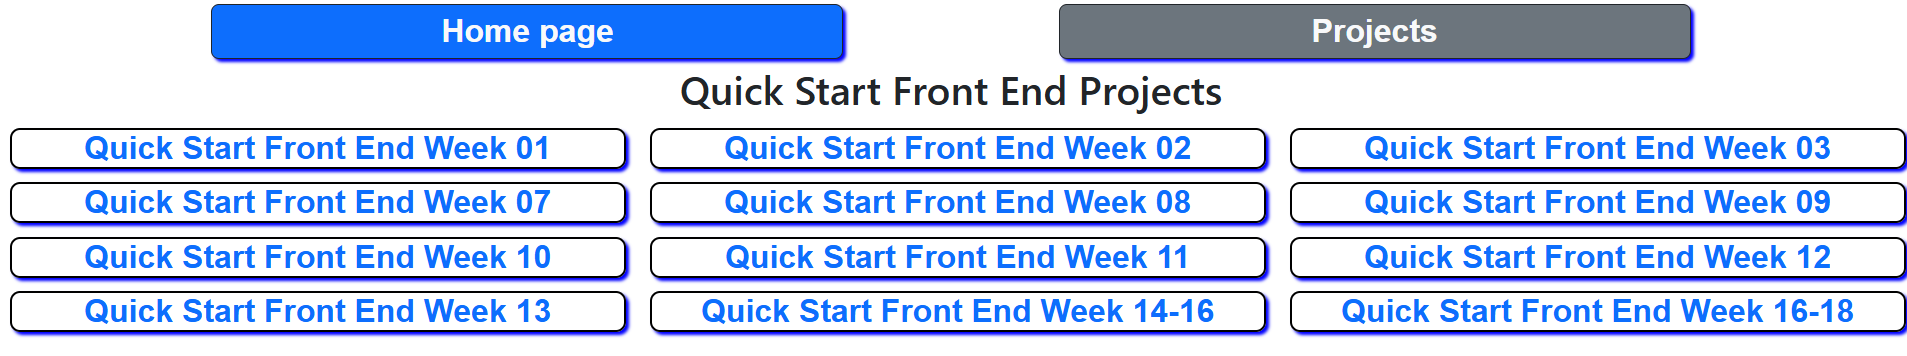 Home page
Projects
Quick Start Front End Projects
Quick Start Front End Week 01
Quick Start Front End Week 02
Quick Start Front End Week 03
Quick Start Front End Week 07
Quick Start Front End Week 08
Quick Start Front End Week 09
Quick Start Front End Week 10
Quick Start Front End Week 11
Quick Start Front End Week 12
Quick Start Front End Week 13
Quick Start Front End Week 14-16
Quick Start Front End Week 16-18